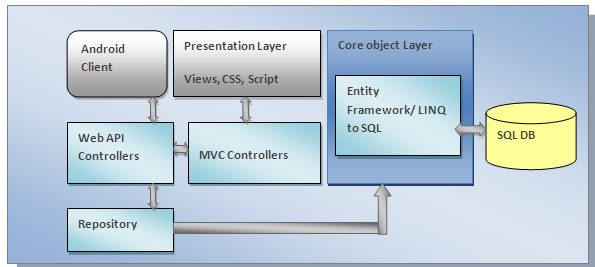 Android
Client
Presentation Layer
Views, CSS, Script
Core object Layer
Entity
Framework/ LINQ
to SQL
SQL DB
Web API
Controllers
MVC Controllers
Repository